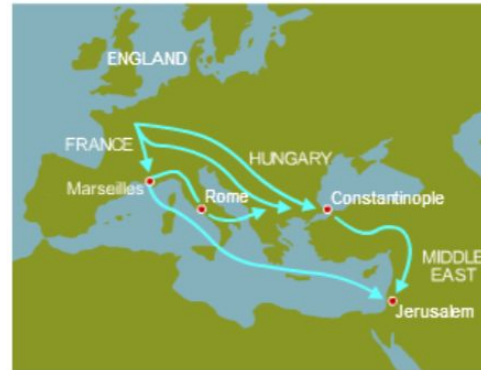 ENGLAND
FRANCE
HUNGARY
Marseilles
Rome
Constantinople
MIDDLE
EAST
Jerusalem